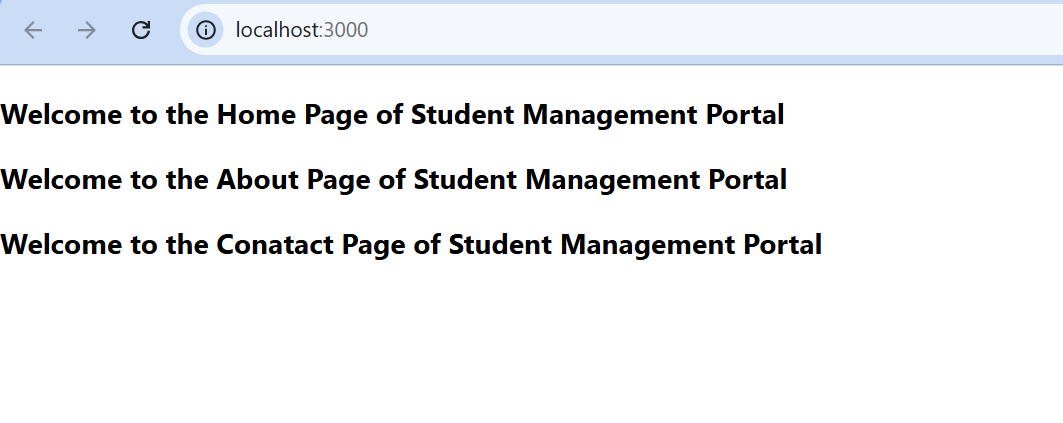 localhost:3000
Welcome to the Home Page of Student Management Portal
Welcome to the About Page of Student Management Portal
Welcome to the Conatact Page of Student Management Portal